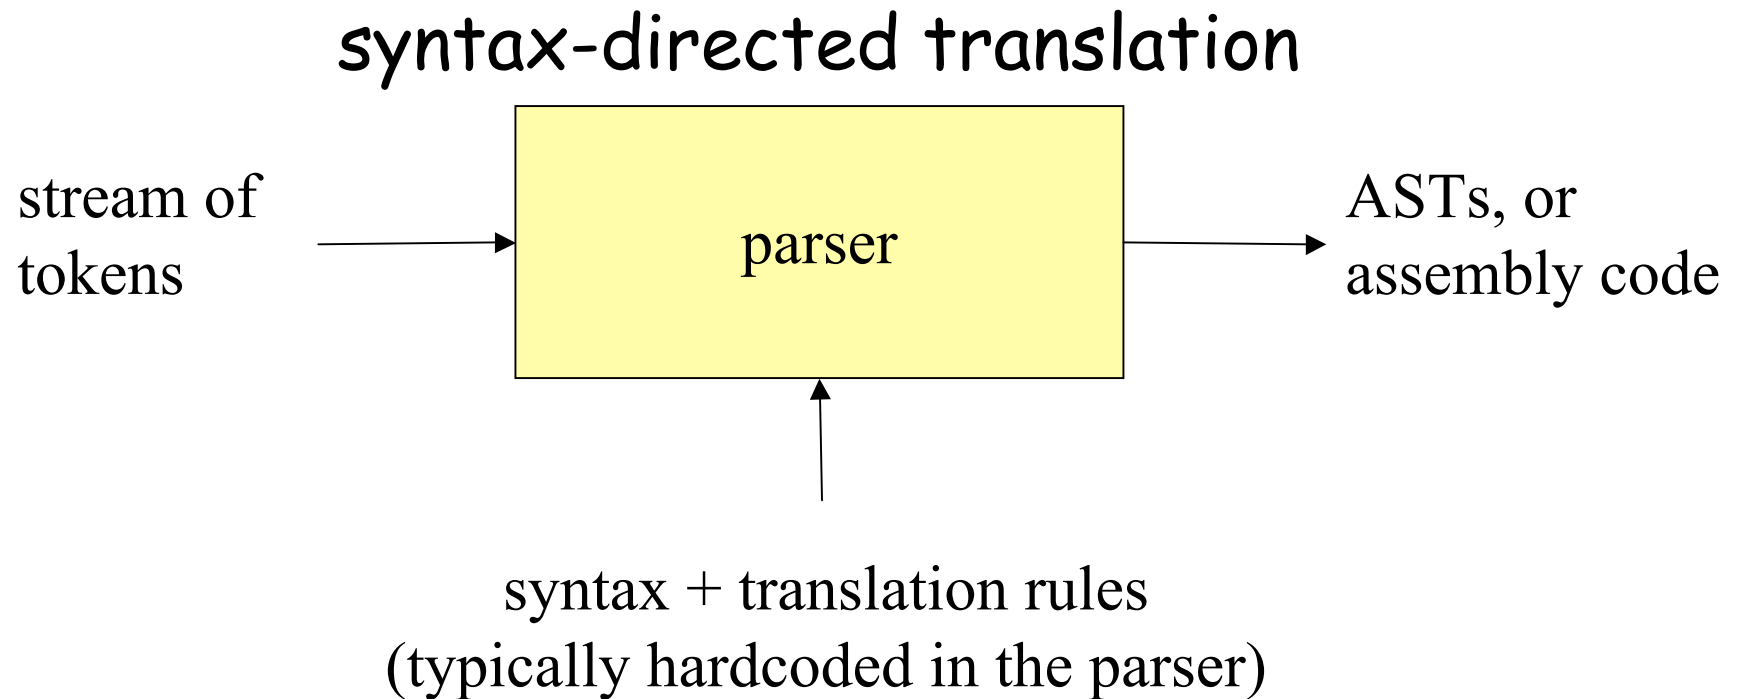 syntax-directed translation
stream of
tokens
parser
ASTs, or
assembly code
syntax + translation rules
(typically hardcoded in the parser)